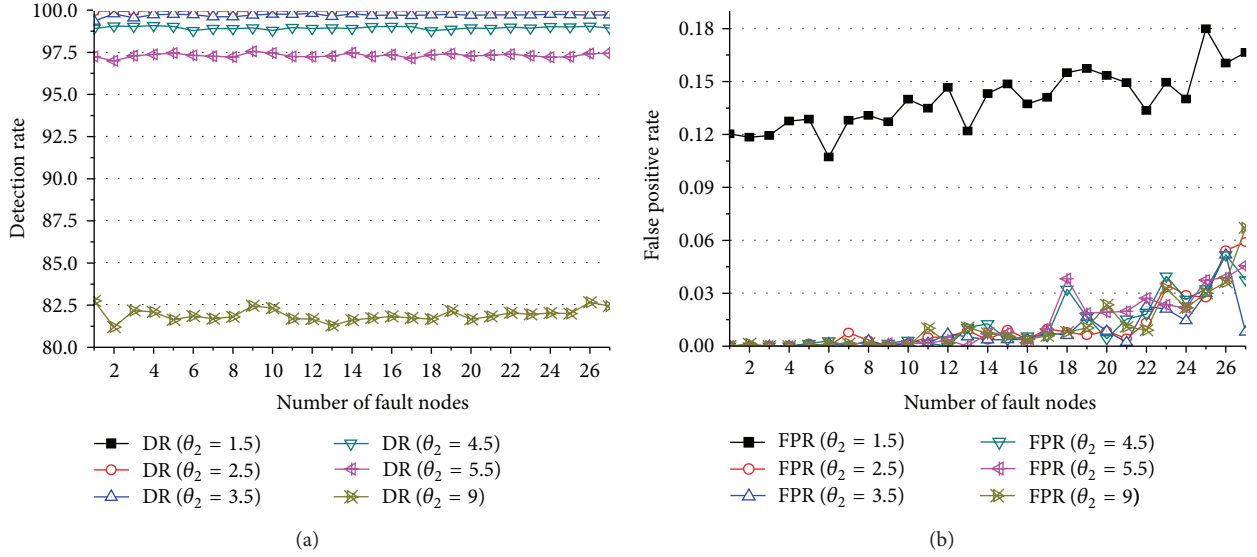 100.0
97.5
95.0
92.5
90.0
87.5
85.0
82.5
80.0
Detection rate
2 4 6 8 10 12 14 16 18 20 22 24 26
Number of fault nodes
DR (θ₂ = 1.5)
DR (θ₂ = 2.5)
DR (θ₂ = 3.5)
DR (θ₂ = 4.5)
DR (θ₂ = 5.5)
DR (θ₂ = 9)
(a)
0.18
0.15
0.12
0.09
0.06
0.03
0.00
False positive rate
2 4 6 8 10 12 14 16 18 20 22 24 26
Number of fault nodes
FPR (θ₂ = 1.5)
FPR (θ₂ = 2.5)
FPR (θ₂ = 3.5)
FPR (θ₂ = 4.5)
FPR (θ₂ = 5.5)
FPR (θ₂ = 9)
(b)